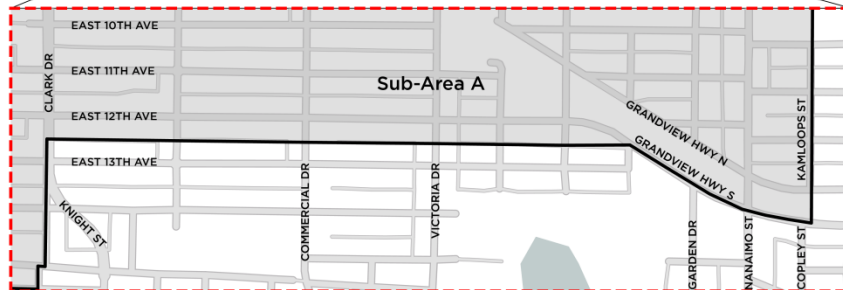 EAST 10TH AVE
CLARK DR
EAST 11TH AVE
Sub-Area A
EAST 12TH AVE
GRANDVIEW HWY N
KAMLOOPS ST
EAST 13TH AVE
GRANDVIEW HWY S
KNIGHT ST
COMMERCIAL DR
VICTORIA DR
GARDEN DR
NANAIMO ST
COPLEY ST